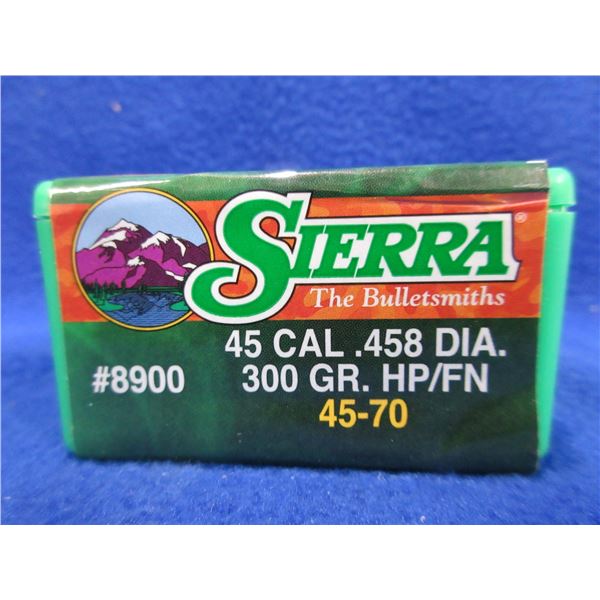 SIERRA®
The Bulletsmiths
45 CAL .458 DIA.
#8900 300 GR. HP/FN
45-70